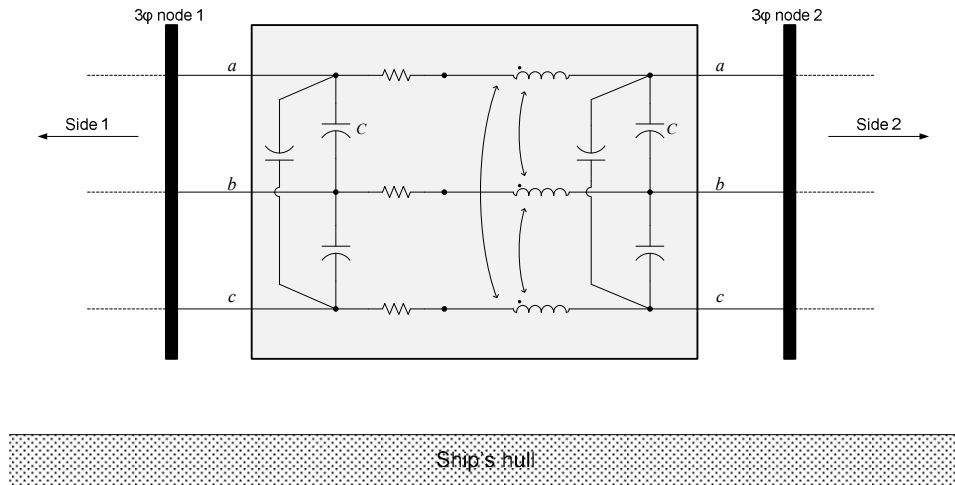 3φ node 1
3φ node 2
a
a
Side 1
C
C
Side 2
b
b
c
c
Ship's hull